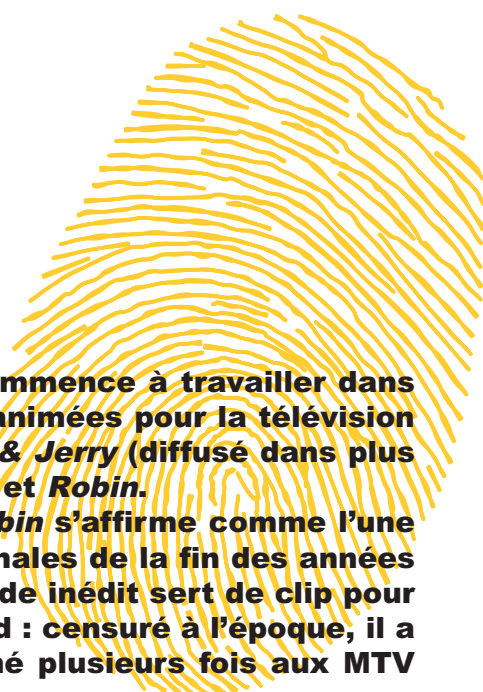 mmence à travailler dans
animées pour la télévision
& Jerry (diffusé dans plus
et Robin.
bin s’affirme comme l’une
nales de la fin des années
de inédit sert de clip pour
d : censuré à l’époque, il a
né plusieurs fois aux MTV